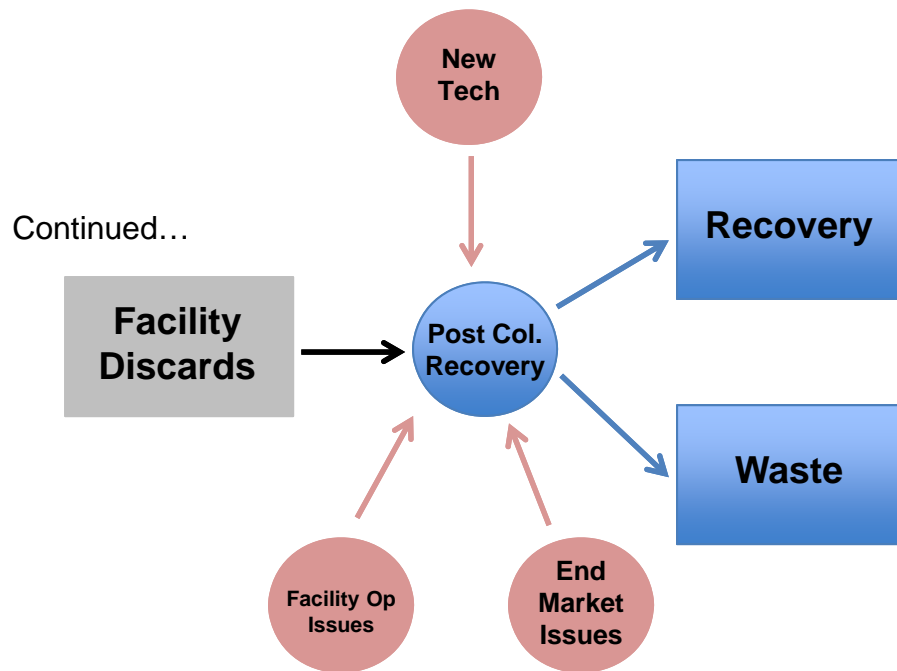 New
Tech
Continued…
Recovery
Facility
Discards
Post Col.
Recovery
Waste
Facility Op
Issues
End
Market
Issues